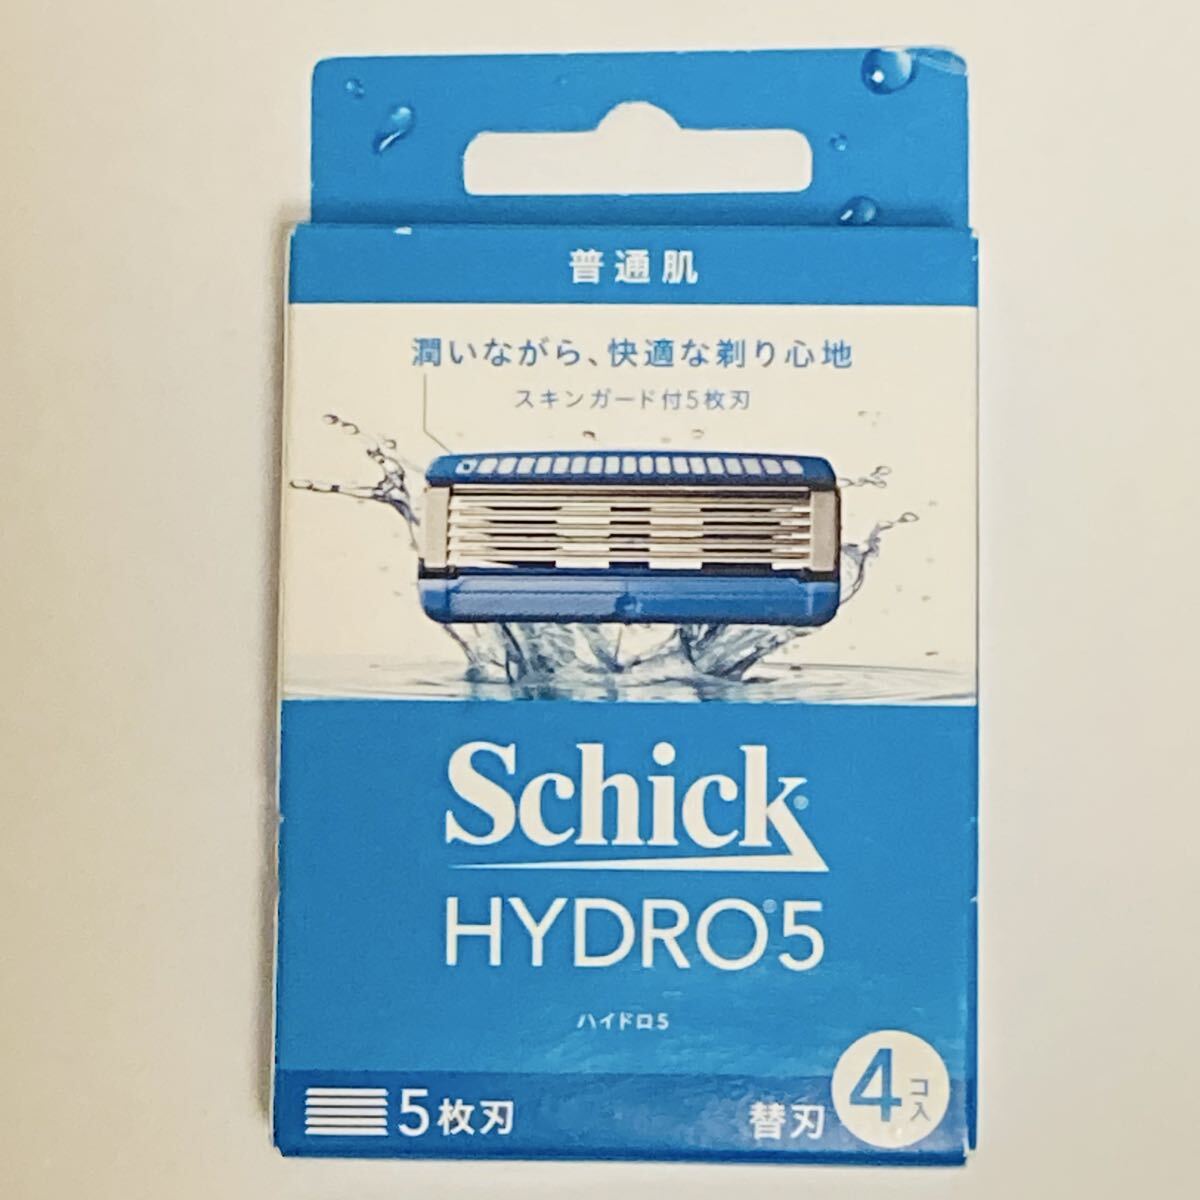 普通肌
潤いながら、快適な剃り心地
スキンガード付5枚刃
Schick®
HYDRO®5
ハイドロ5
5枚刃
替刃 4コ入